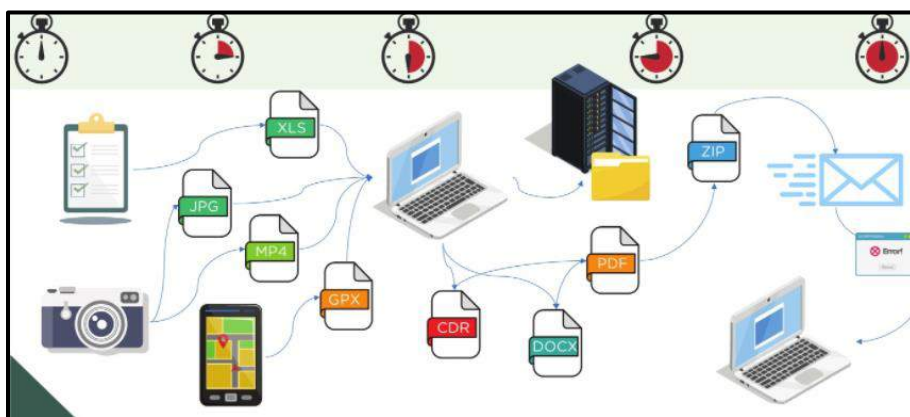 XLS
JPG
MP4
GPX
CDR
DOCX
PDF
ZIP
Error!